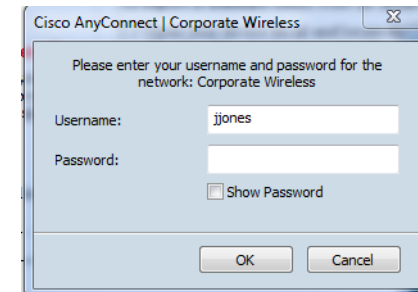 Cisco AnyConnect | Corporate Wireless
Please enter your username and password for the
network: Corporate Wireless
Username:
jjones
Password:
Show Password
OK
Cancel